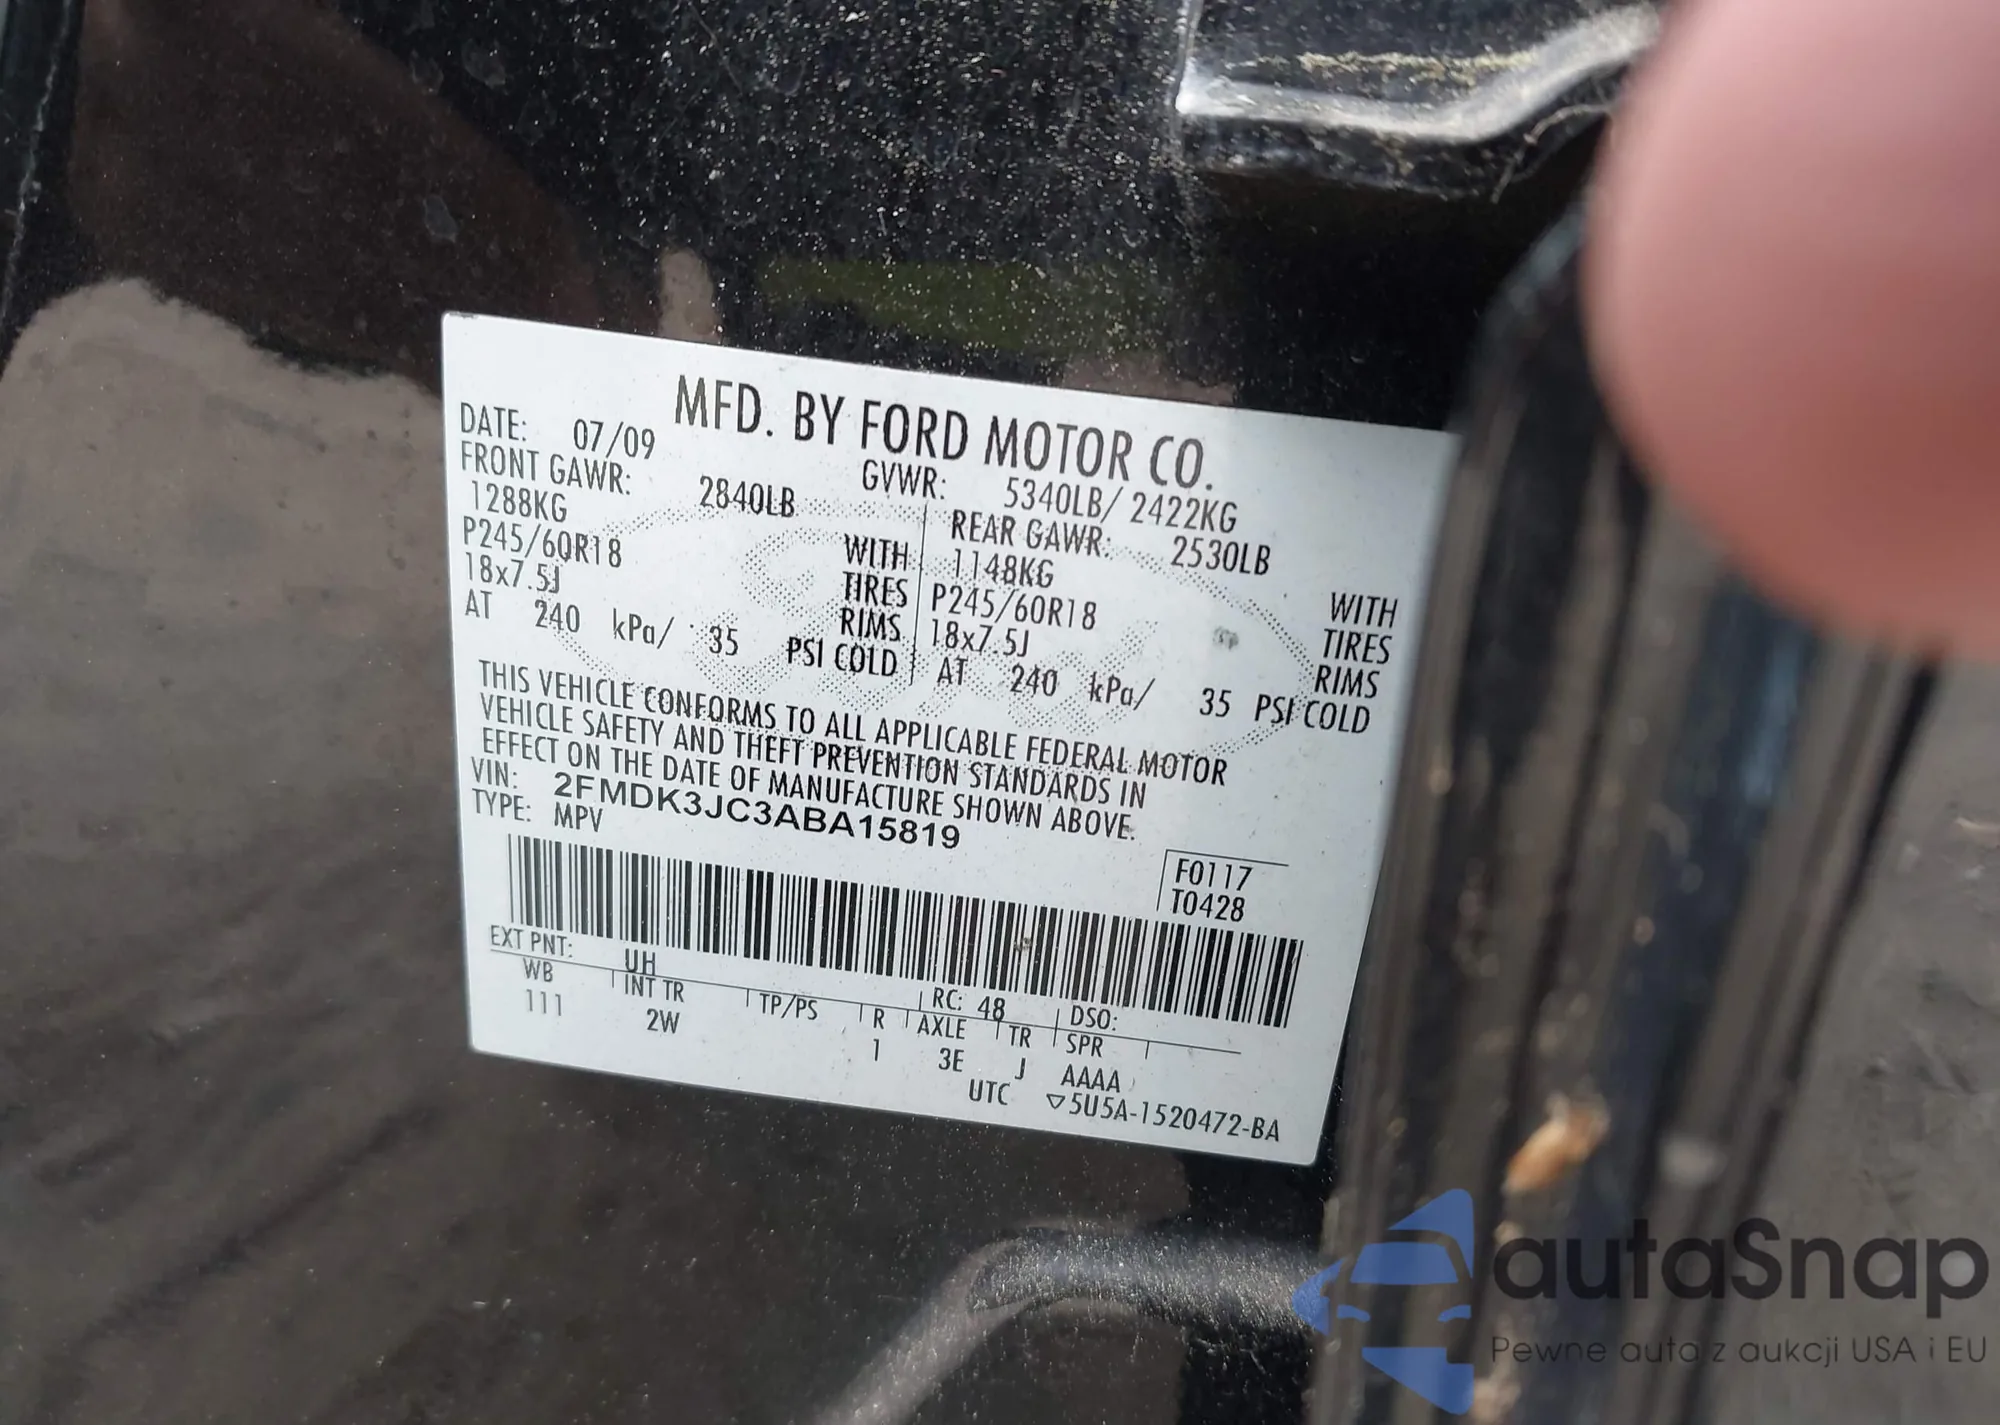 MFD. BY FORD MOTOR CO.
DATE: 07/09 GVWR: 5340LB/ 2422KG
FRONT GAWR: 2840LB REAR GAWR: 2530LB
1288KG WITH 1148KG WITH
P245/60R18 TIRES P245/60R18 TIRES
18x7.5J RIMS 18x7.5J RIMS
AT 240 kPa/ 35 PSI COLD AT 240 kPa/ 35 PSI COLD
THIS VEHICLE CONFORMS TO ALL APPLICABLE FEDERAL MOTOR
VEHICLE SAFETY AND THEFT PREVENTION STANDARDS IN
EFFECT ON THE DATE OF MANUFACTURE SHOWN ABOVE.
VIN: 2FMDK3JC3ABA15819
TYPE: MPV
F0117
T0428
EXT PNT: UH RC: 48 DSO:
WB INT TR TP/PS R AXLE TR SPR
111 2W 1 3E J AAAA
UTC ▽5U5A-1520472-BA
autaSnap
Pewne auta z aukcji USA i EU